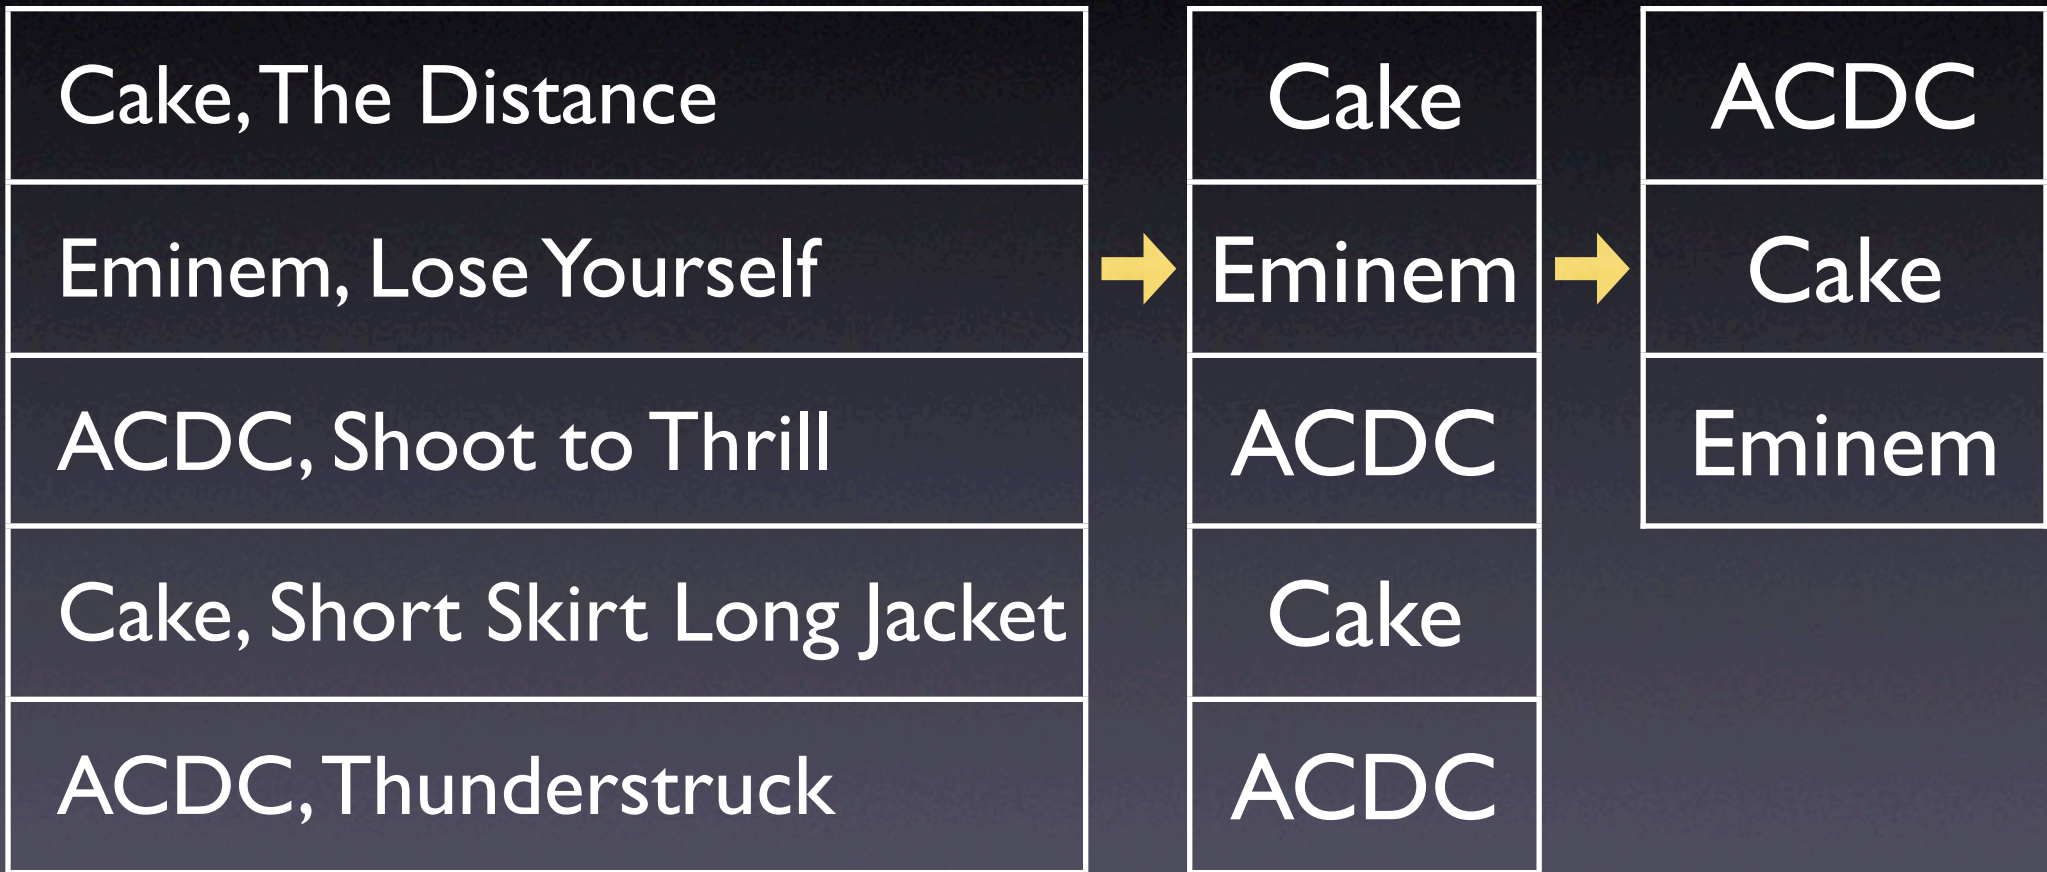 Cake, The Distance
Eminem, Lose Yourself
ACDC, Shoot to Thrill
Cake, Short Skirt Long Jacket
ACDC, Thunderstruck
Cake
Eminem
ACDC
Cake
ACDC
ACDC
Cake
Eminem